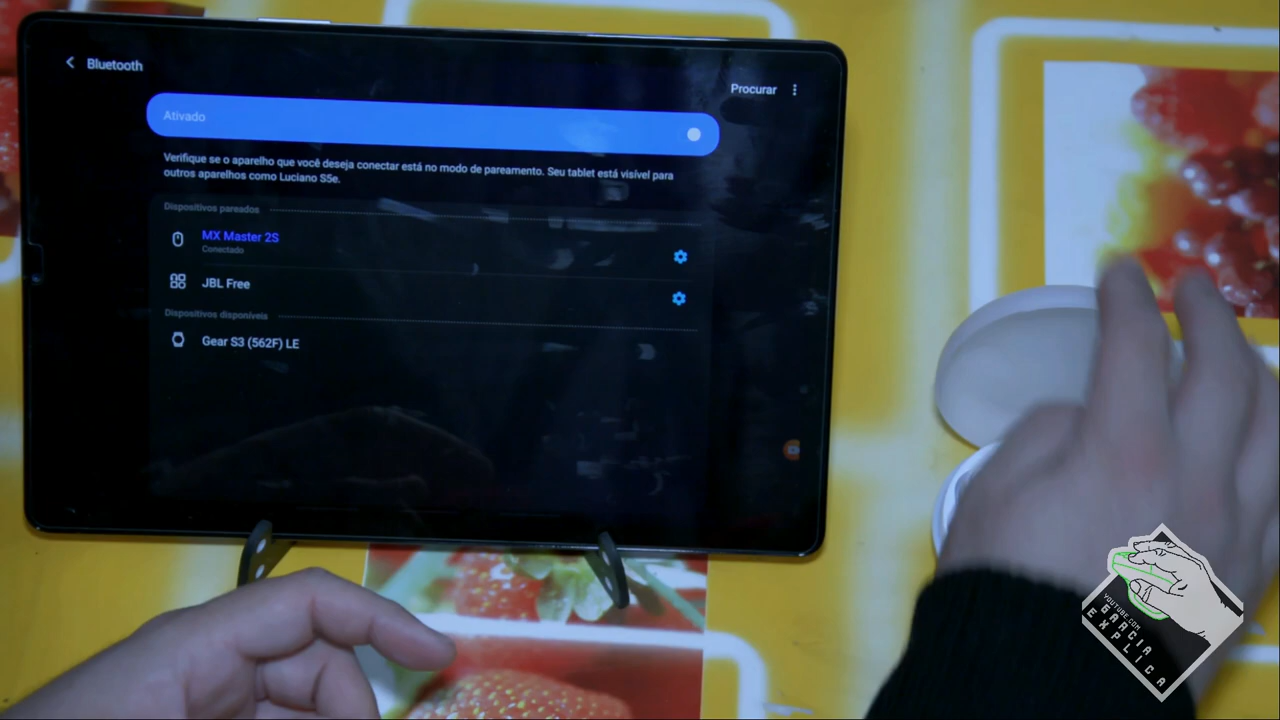 Bluetooth
Procurar
Ativado
Verifique se o aparelho que você deseja conectar está no modo de pareamento. Seu tablet está visível para
outros aparelhos como Luciano S5e.
Dispositivos pareados
MX Master 2S
Conectado
JBL Free
Dispositivos disponíveis
Gear S3 (562F) LE
YOUTUBE.COM
GARCIA
EXPLICA